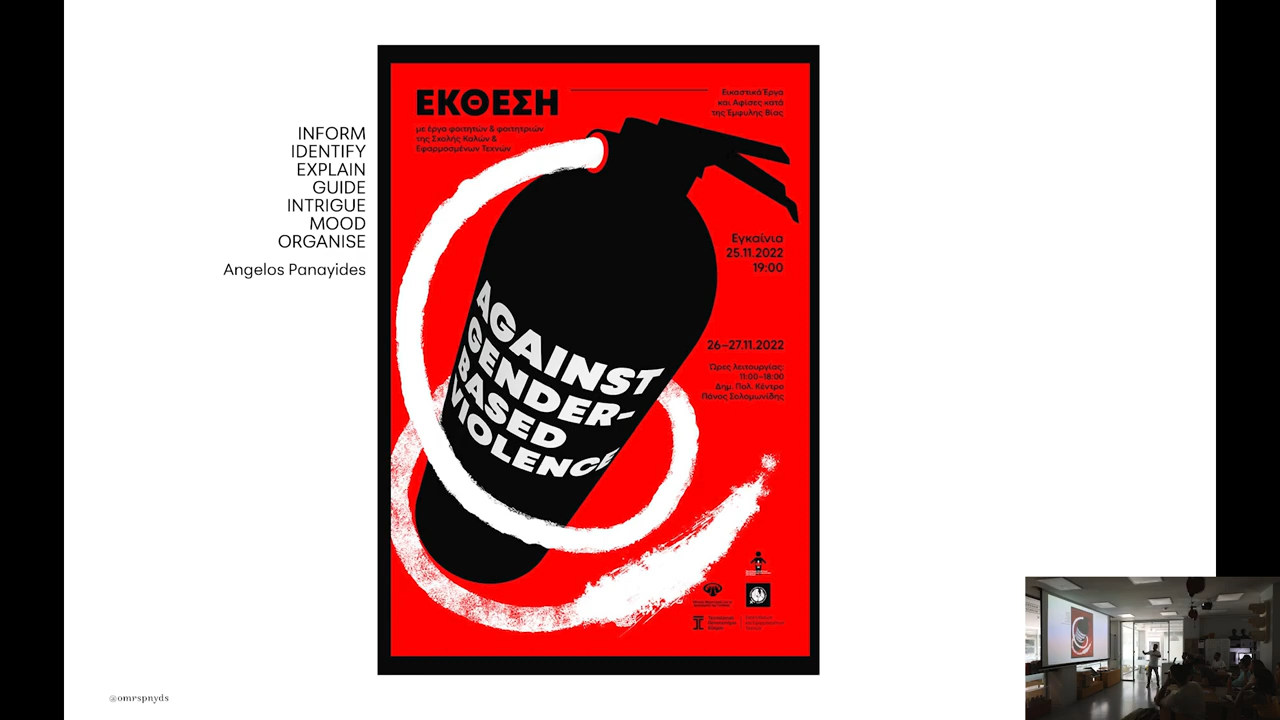 INFORM
IDENTIFY
EXPLAIN
GUIDE
INTRIGUE
MOOD
ORGANISE
Angelos Panayides
ΕΚΘΕΣΗ
με έργα φοιτητών & φοιτητριών
της Σχολής Καλών &
Εφαρμοσμένων Τεχνών
Εικαστικά Έργα
και Αφίσες κατά
της Έμφυλης Βίας
Εγκαίνια
25.11.2022
19:00
26–27.11.2022
Ώρες λειτουργίας:
11:00–18:00
Δημ. Πολ. Κέντρο
Πάνος Σολομωνίδης
AGAINST
GENDER-
BASED
VIOLENCE
@omrspnyds